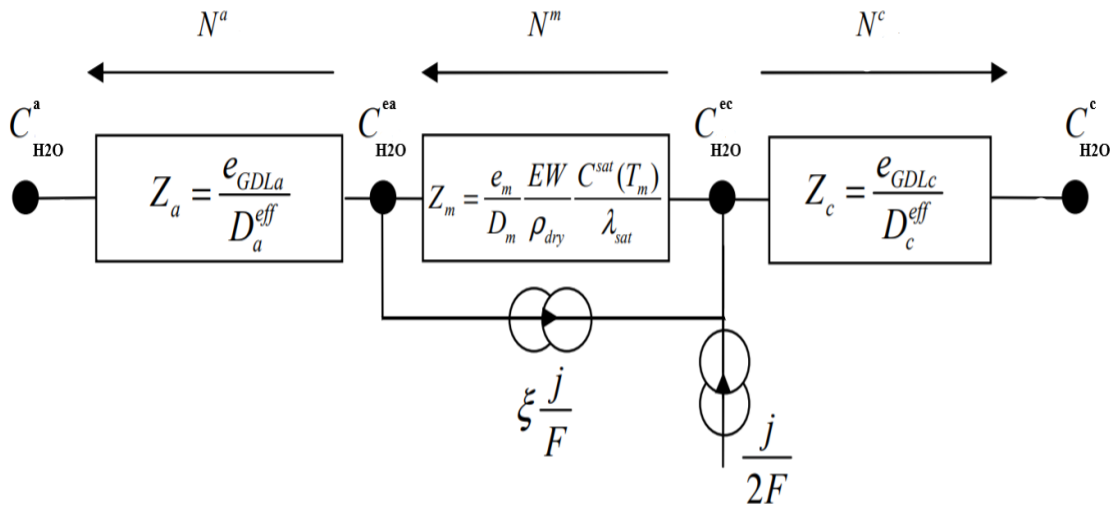 N^a N^m N^c
C^a_H2O C^ea_H2O C^ec_H2O C^c_H2O
Z_a = e_GDLa / D_a^eff
Z_m = e_m / D_m EW / ρ_dry C^sat(T_m) / λ_sat
Z_c = e_GDLc / D_c^eff
ξ j / F
j / 2F